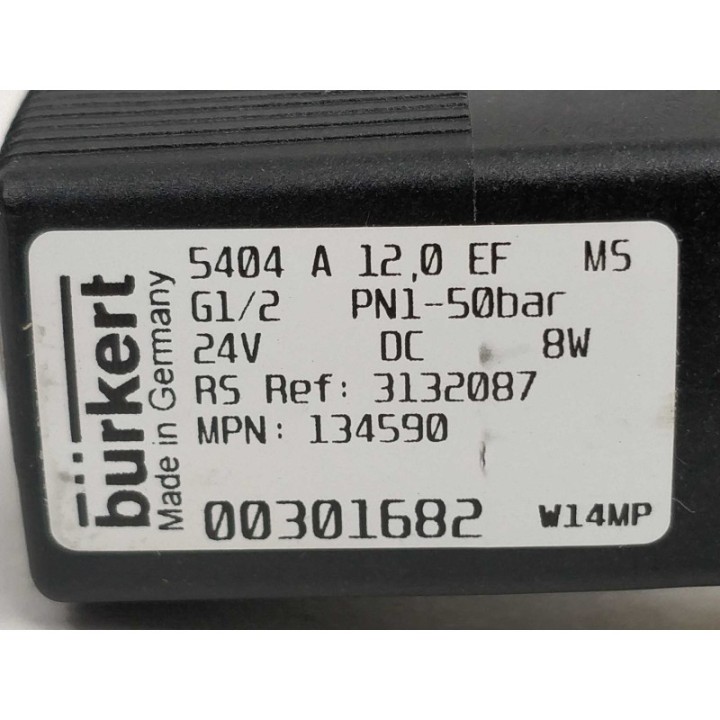 bürkert
Made in Germany
5404 A 12,0 EF MS
G1/2 PN1-50bar
24V DC 8W
RS Ref: 3132087
MPN: 134590
00301682 W14MP